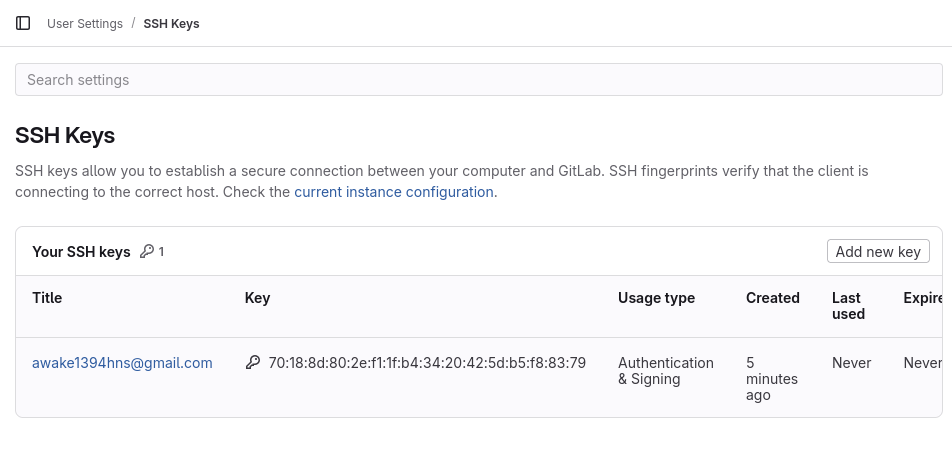 User Settings / SSH Keys
Search settings
SSH Keys
SSH keys allow you to establish a secure connection between your computer and GitLab. SSH fingerprints verify that the client is
connecting to the correct host. Check the current instance configuration.
Your SSH keys 1
Add new key
Title Key Usage type Created Last used Expire
awake1394hns@gmail.com 70:18:8d:80:2e:f1:1f:b4:34:20:42:5d:b5:f8:83:79 Authentication & Signing 5 minutes ago Never Never